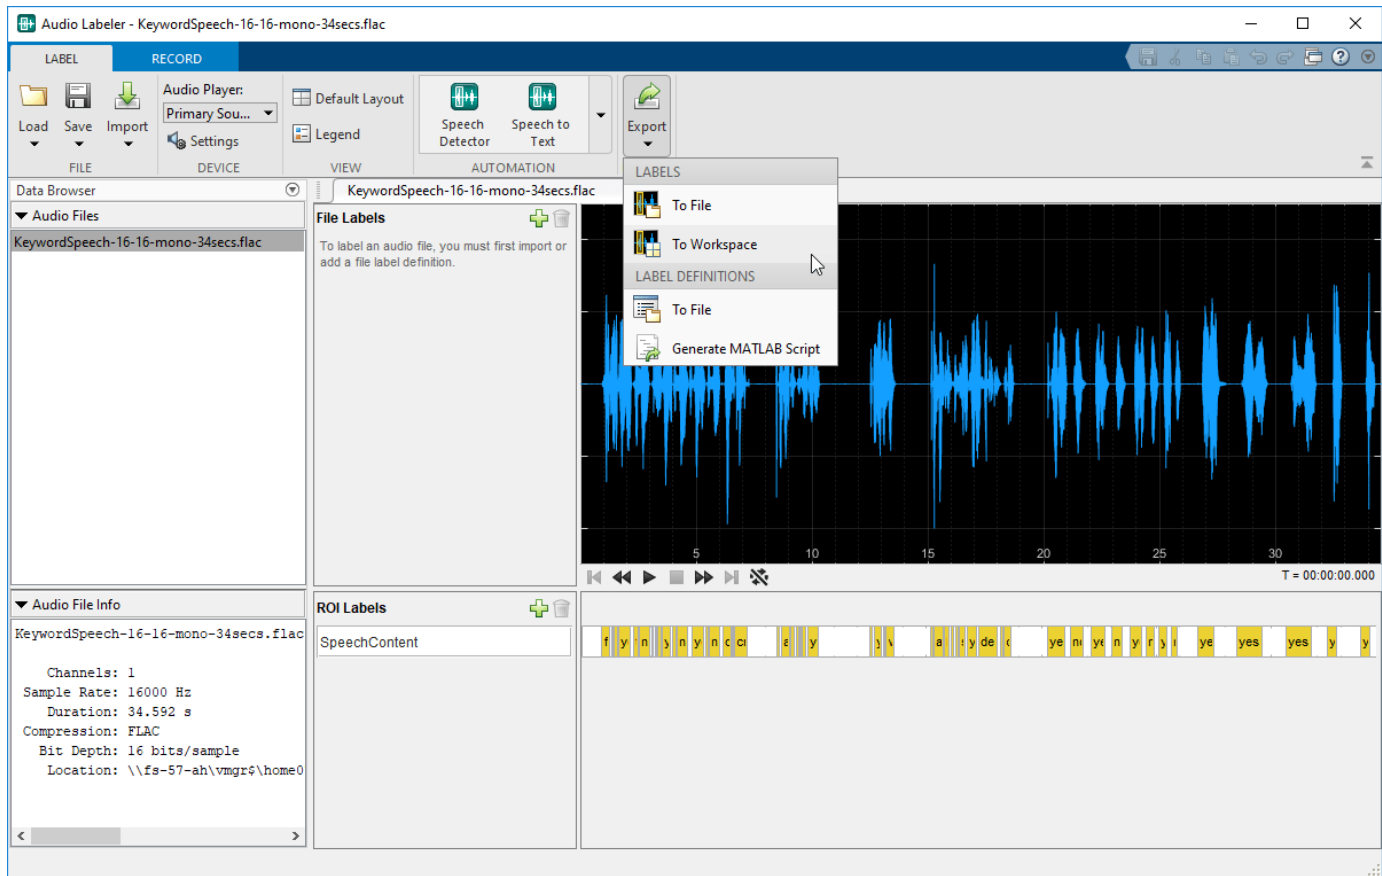 Audio Labeler - KeywordSpeech-16-16-mono-34secs.flac
LABEL
RECORD
Load
Save
Import
FILE
Audio Player:
Primary Sou...
Settings
DEVICE
Default Layout
Legend
VIEW
Speech
Detector
Speech to
Text
AUTOMATION
Export
LABELS
To File
To Workspace
LABEL DEFINITIONS
To File
Generate MATLAB Script
Data Browser
Audio Files
KeywordSpeech-16-16-mono-34secs.flac
KeywordSpeech-16-16-mono-34secs.flac
File Labels
To label an audio file, you must first import or
add a file label definition.
5 10 15 20 25 30
T = 00:00:00.000
Audio File Info
KeywordSpeech-16-16-mono-34secs.flac
Channels: 1
Sample Rate: 16000 Hz
Duration: 34.592 s
Compression: FLAC
Bit Depth: 16 bits/sample
Location: \\fs-57-ah\vmgr$\home0
ROI Labels
SpeechContent
f y n y n y n a y y a y de ye ye n y r y ye yes yes y y